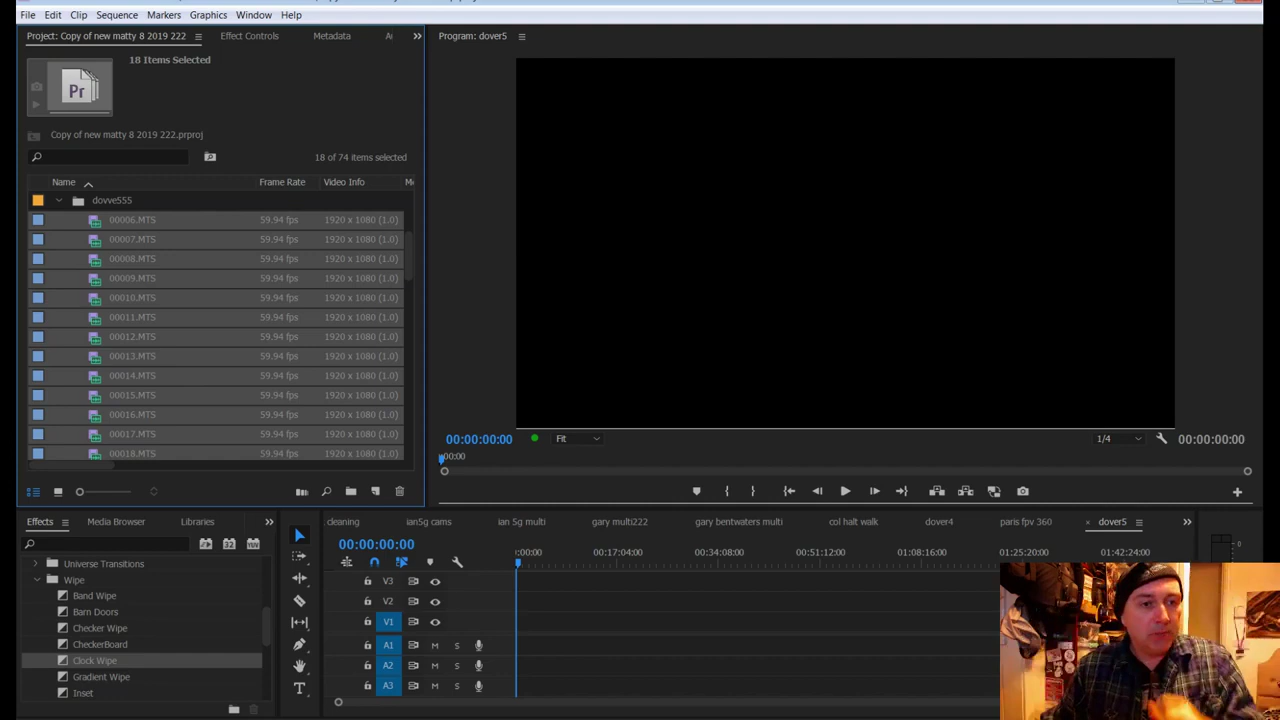 File Edit Clip Sequence Markers Graphics Window Help
Project: Copy of new matty 8 2019 222 Effect Controls Metadata
18 Items Selected
Pr
Copy of new matty 8 2019 222.prproj
18 of 74 items selected
Name Frame Rate Video Info
dovve555
00006.MTS 59.94 fps 1920 x 1080 (1.0)
00007.MTS 59.94 fps 1920 x 1080 (1.0)
00008.MTS 59.94 fps 1920 x 1080 (1.0)
00009.MTS 59.94 fps 1920 x 1080 (1.0)
00010.MTS 59.94 fps 1920 x 1080 (1.0)
00011.MTS 59.94 fps 1920 x 1080 (1.0)
00012.MTS 59.94 fps 1920 x 1080 (1.0)
00013.MTS 59.94 fps 1920 x 1080 (1.0)
00014.MTS 59.94 fps 1920 x 1080 (1.0)
00015.MTS 59.94 fps 1920 x 1080 (1.0)
00016.MTS 59.94 fps 1920 x 1080 (1.0)
00017.MTS 59.94 fps 1920 x 1080 (1.0)
00018.MTS 59.94 fps 1920 x 1080 (1.0)
Program: dover5
00:00:00:00 Fit 1/4 00:00:00:00
:00:00
Effects Media Browser Libraries
Universe Transitions
Wipe
Band Wipe
Barn Doors
Checker Wipe
CheckerBoard
Clock Wipe
Gradient Wipe
Inset
cleaning ian5g cams ian 5g multi gary multi222 gary bentwaters multi col halt walk dover4 paris fpv 360 dover5
00:00:00:00
:00:00 00:17:04:00 00:34:08:00 00:51:12:00 01:08:16:00 01:25:20:00 01:42:24:00
V3
V2
V1
A1 M S
A2 M S
A3 M S
0